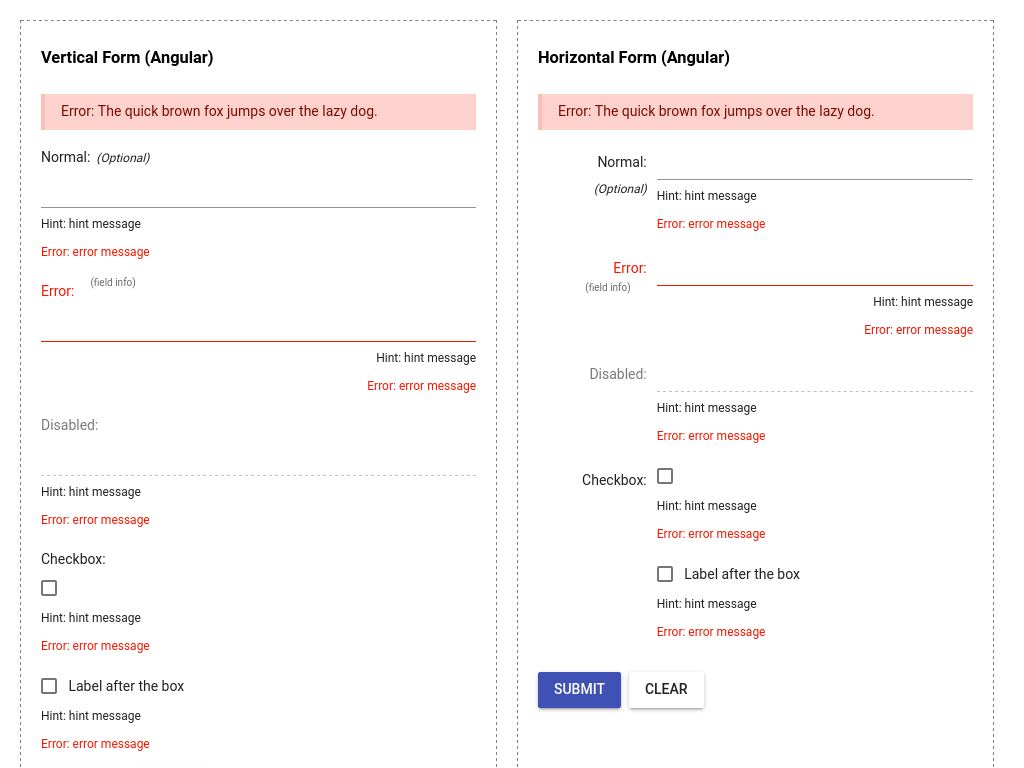 Vertical Form (Angular)
Error: The quick brown fox jumps over the lazy dog.
Normal: (Optional)
Hint: hint message
Error: error message
Error: (field info)
Hint: hint message
Error: error message
Disabled:
Hint: hint message
Error: error message
Checkbox:
Hint: hint message
Error: error message
Label after the box
Hint: hint message
Error: error message
Horizontal Form (Angular)
Error: The quick brown fox jumps over the lazy dog.
Normal:
(Optional)
Hint: hint message
Error: error message
Error:
(field info)
Hint: hint message
Error: error message
Disabled:
Hint: hint message
Error: error message
Checkbox:
Hint: hint message
Error: error message
Label after the box
Hint: hint message
Error: error message
SUBMIT CLEAR